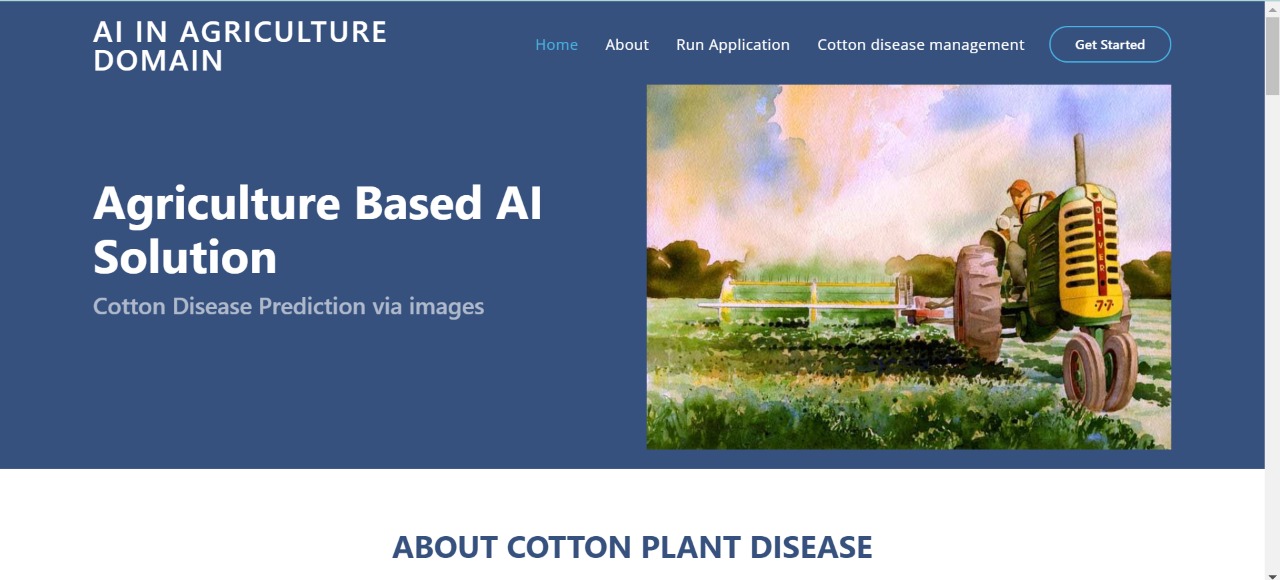 AI IN AGRICULTURE
DOMAIN
Home
About
Run Application
Cotton disease management
Get Started
Agriculture Based AI
Solution
Cotton Disease Prediction via images
OLIVER
77
ABOUT COTTON PLANT DISEASE